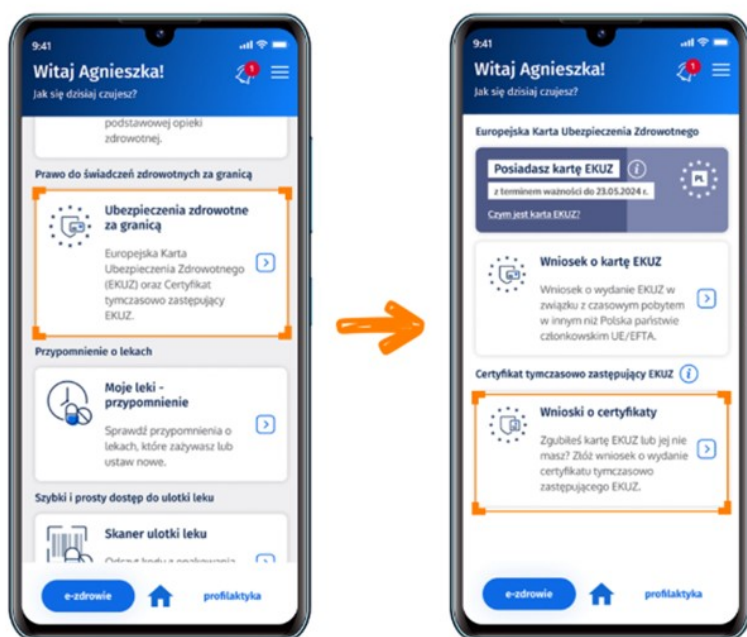 9:41
Witaj Agnieszka!
1
Jak się dzisiaj czujesz?
podstawowej opieki
zdrowotnej.
Prawo do świadczeń zdrowotnych za granicą
Ubezpieczenia zdrowotne
za granicą
Europejska Karta
Ubezpieczenia Zdrowotnego
(EKUZ) oraz Certyfikat
tymczasowo zastępujący
EKUZ.
Przypomnienie o lekach
Moje leki -
przypomnienie
Sprawdź przypomnienia o
lekach, które zażywasz lub
ustaw nowe.
Szybki i prosty dostęp do ulotki leku
Skaner ulotki leku
Odczyt kodu z opakowania
e-zdrowie
profilaktyka
9:41
Witaj Agnieszka!
1
Jak się dzisiaj czujesz?
Europejska Karta Ubezpieczenia Zdrowotnego
Posiadasz kartę EKUZ i
PL
z terminem ważności do 23.05.2024 r.
Czym jest karta EKUZ?
Wniosek o kartę EKUZ
Wniosek o wydanie EKUZ w
związku z czasowym pobytem
w innym niż Polska państwie
członkowskim UE/EFTA.
Certyfikat tymczasowo zastępujący EKUZ i
Wnioski o certyfikaty
Zgubiłeś kartę EKUZ lub jej nie
masz? Złóż wniosek o wydanie
certyfikatu tymczasowo
zastępującego EKUZ.
e-zdrowie
profilaktyka